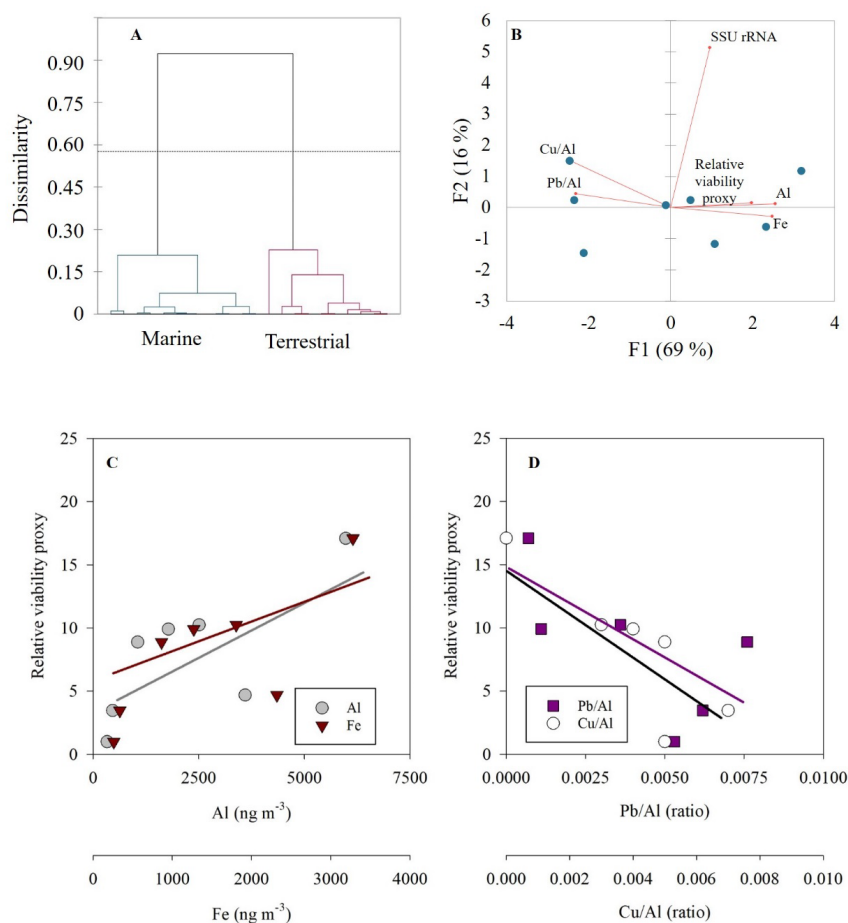 A
0.90
0.75
0.60
0.45
0.30
0.15
0
Dissimilarity
Marine
Terrestrial
B
6
5
4
3
2
1
0
-1
-2
-3
F2 (16 %)
SSU rRNA
Cu/Al
Pb/Al
Relative
viability
proxy
Al
Fe
-4
-2
0
2
4
F1 (69 %)
C
25
20
15
10
5
0
Relative viability proxy
Al
Fe
0
2500
5000
7500
Al (ng m⁻³)
0
1000
2000
3000
4000
Fe (ng m⁻³)
D
25
20
15
10
5
0
Relative viability proxy
Pb/Al
Cu/Al
0.0000
0.0025
0.0050
0.0075
0.0100
Pb/Al (ratio)
0.000
0.002
0.004
0.006
0.008
0.010
Cu/Al (ratio)